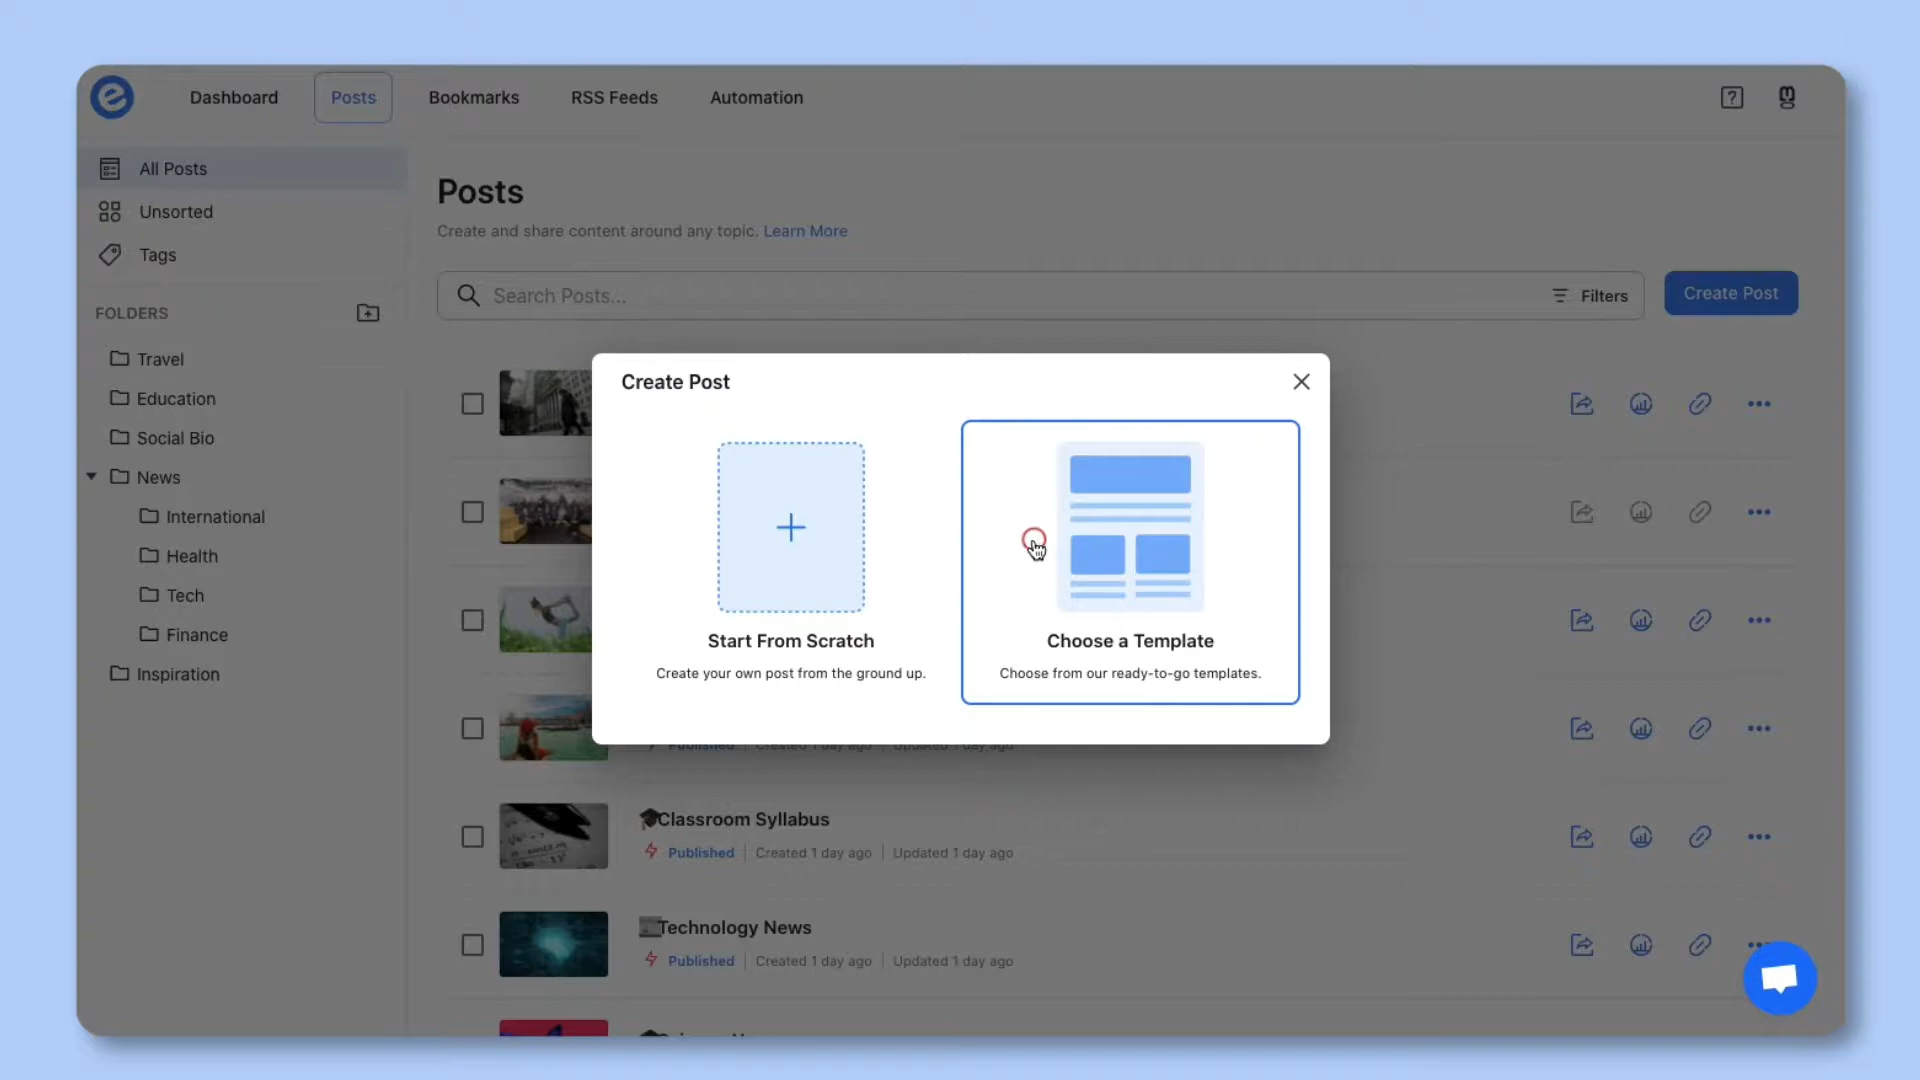 Dashboard
Posts
Bookmarks
RSS Feeds
Automation
All Posts
Unsorted
Tags
FOLDERS
Travel
Education
Social Bio
News
International
Health
Tech
Finance
Inspiration
Posts
Create and share content around any topic. Learn More
Search Posts...
Filters
Create Post
Create Post
Start From Scratch
Create your own post from the ground up.
Choose a Template
Choose from our ready-to-go templates.
Published Created 1 day ago Updated 1 day ago
Classroom Syllabus
Published Created 1 day ago Updated 1 day ago
Technology News
Published Created 1 day ago Updated 1 day ago